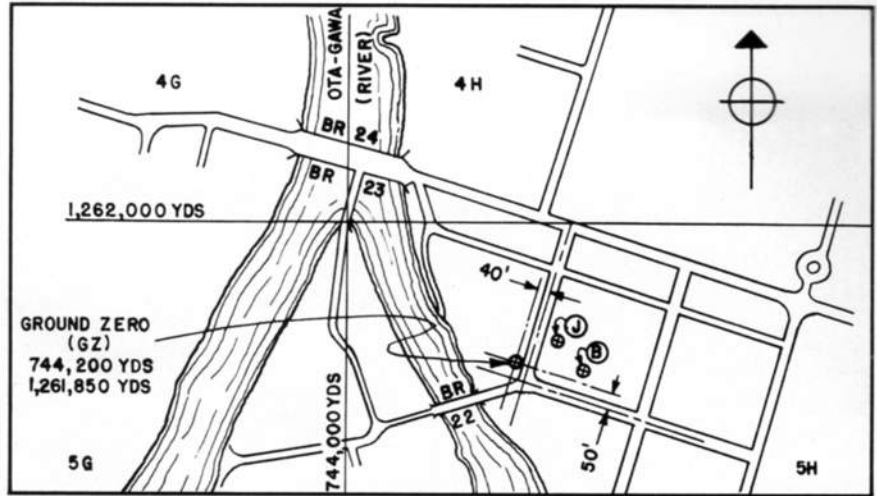 4G
OTA-GAWA
(RIVER)
4H
BR 24
BR 23
1,262,000 YDS
40'
J
B
GROUND ZERO
(GZ)
744,200 YDS
1,261,850 YDS
BR 22
50'
5G
744,000 YDS
5H